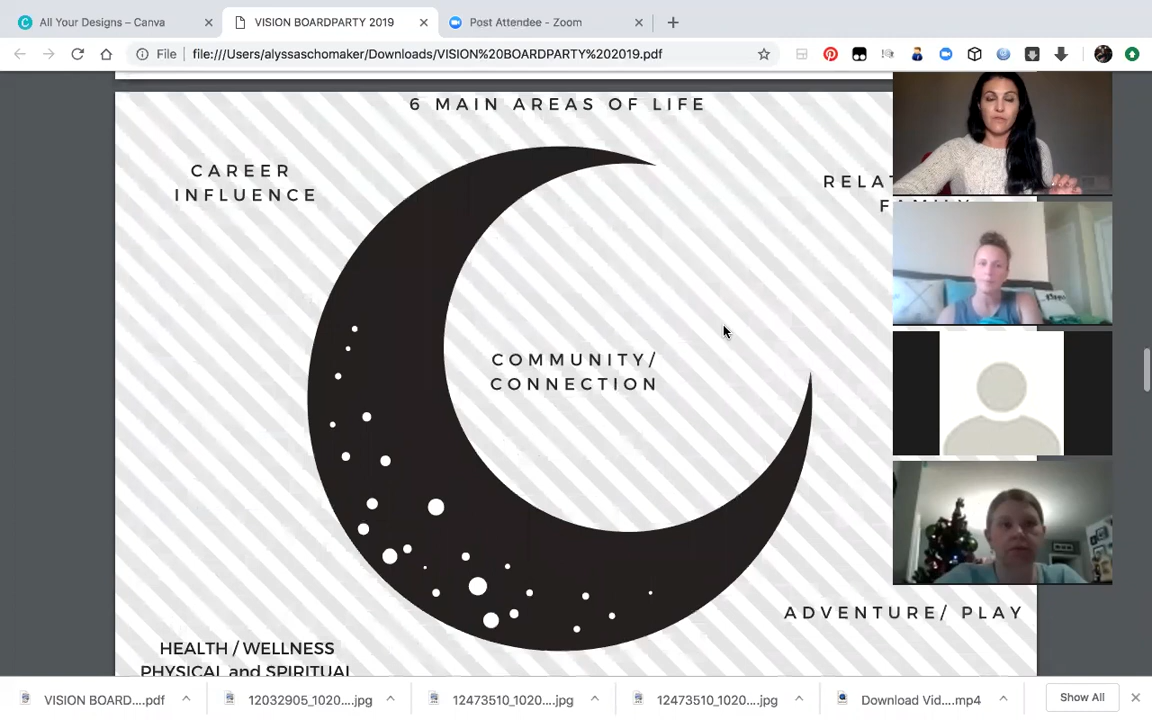 All Your Designs – Canva
VISION BOARDPARTY 2019
Post Attendee - Zoom
File
file:///Users/alyssaschomaker/Downloads/VISION%20BOARDPARTY%202019.pdf
6 MAIN AREAS OF LIFE
CAREER
INFLUENCE
RELAT
FAMILY
COMMUNITY/
CONNECTION
ADVENTURE/ PLAY
HEALTH / WELLNESS
PHYSICAL and SPIRITUAL
VISION BOARD....pdf
12032905_1020....jpg
12473510_1020....jpg
12473510_1020....jpg
Download Vid....mp4
Show All